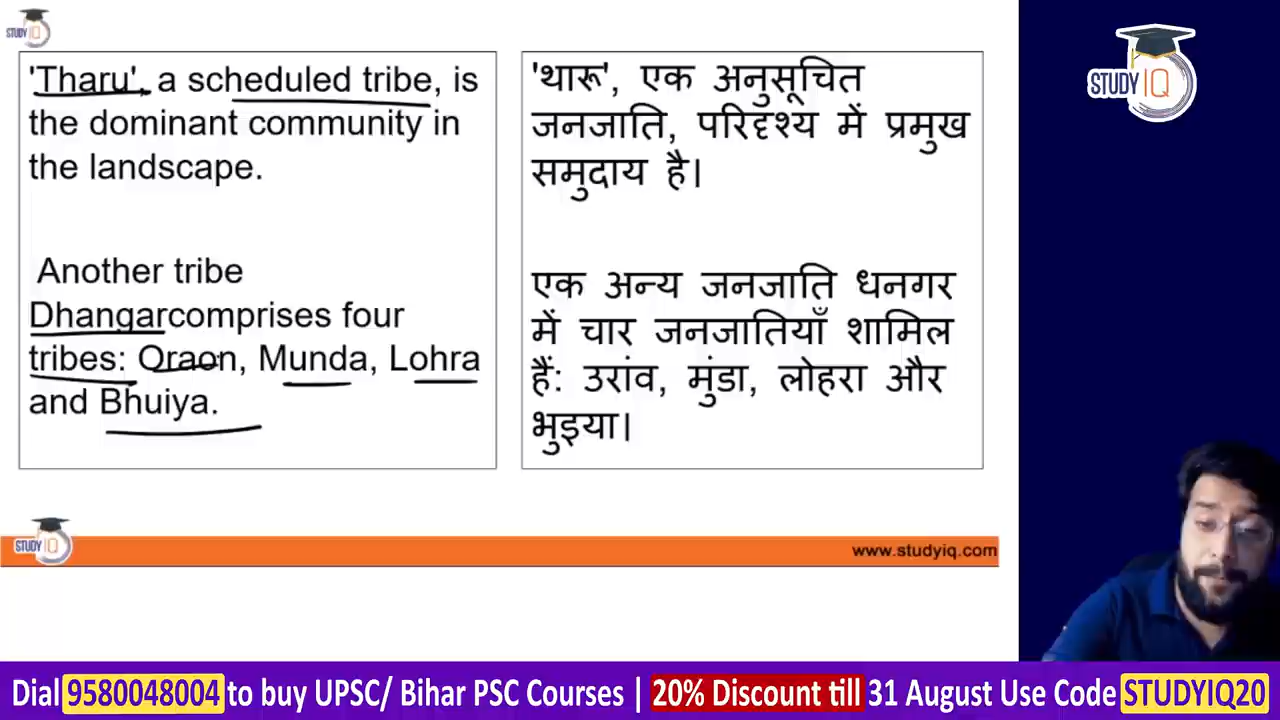 STUDY IQ
'Tharu', a scheduled tribe, is
the dominant community in
the landscape.
Another tribe
Dhangarcomprises four
tribes: Oraon, Munda, Lohra
and Bhuiya.
'थारू', एक अनुसूचित
जनजाति, परिदृश्य में प्रमुख
समुदाय है।
एक अन्य जनजाति धनगर
में चार जनजातियाँ शामिल
हैं: उरांव, मुंडा, लोहरा और
भुइया।
STUDY IQ
STUDY IQ
www.studyiq.com
Dial 9580048004 to buy UPSC/ Bihar PSC Courses | 20% Discount till 31 August Use Code STUDYIQ20